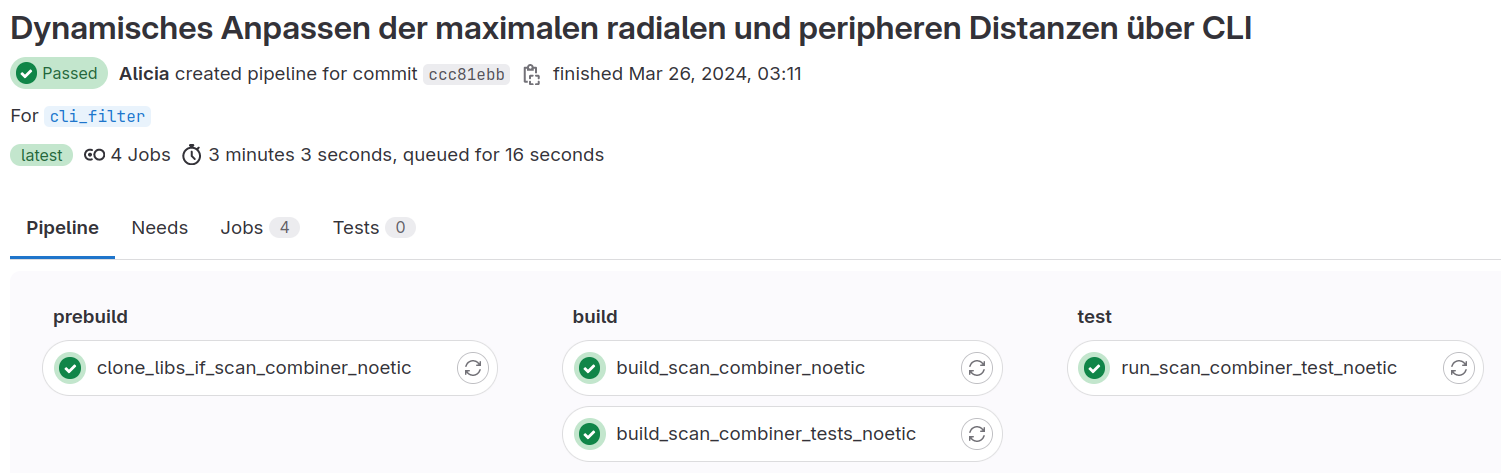 Dynamisches Anpassen der maximalen radialen und peripheren Distanzen über CLI
Passed Alicia created pipeline for commit ccc81ebb finished Mar 26, 2024, 03:11
For cli_filter
latest 4 Jobs 3 minutes 3 seconds, queued for 16 seconds
Pipeline Needs Jobs 4 Tests 0
prebuild build test
clone_libs_if_scan_combiner_noetic build_scan_combiner_noetic run_scan_combiner_test_noetic
build_scan_combiner_tests_noetic